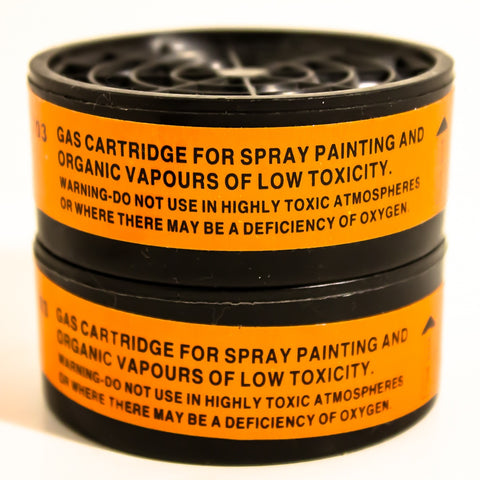 03 GAS CARTRIDGE FOR SPRAY PAINTING AND
ORGANIC VAPOURS OF LOW TOXICITY.
WARNING-DO NOT USE IN HIGHLY TOXIC ATMOSPHERES
OR WHERE THERE MAY BE A DEFICIENCY OF OXYGEN.
GAS CARTRIDGE FOR SPRAY PAINTING AND
ORGANIC VAPOURS OF LOW TOXICITY.
WARNING-DO NOT USE IN HIGHLY TOXIC ATMOSPHERES
OR WHERE THERE MAY BE A DEFICIENCY OF OXYGEN.